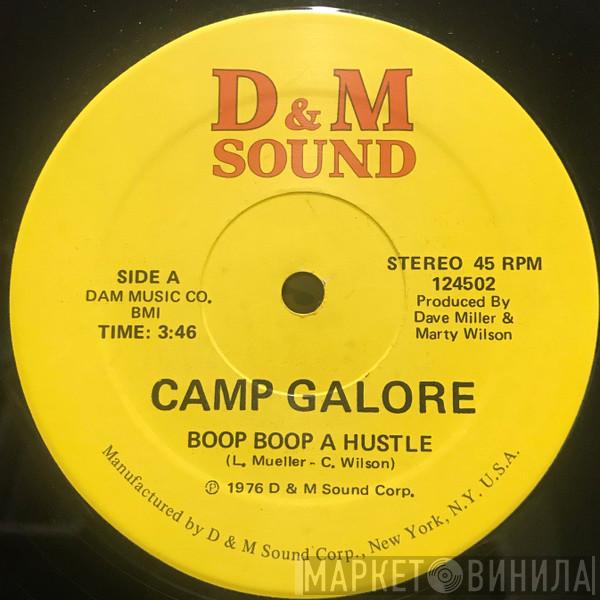 D & M
SOUND
SIDE A
DAM MUSIC CO.
BMI
TIME: 3:46
STEREO 45 RPM
124502
Produced By
Dave Miller &
Marty Wilson
CAMP GALORE
BOOP BOOP A HUSTLE
(L. Mueller - C. Wilson)
℗ 1976 D & M Sound Corp.
Manufactured by D & M Sound Corp., New York, N.Y. U.S.A.
МАРКЕТ ВИНИЛА